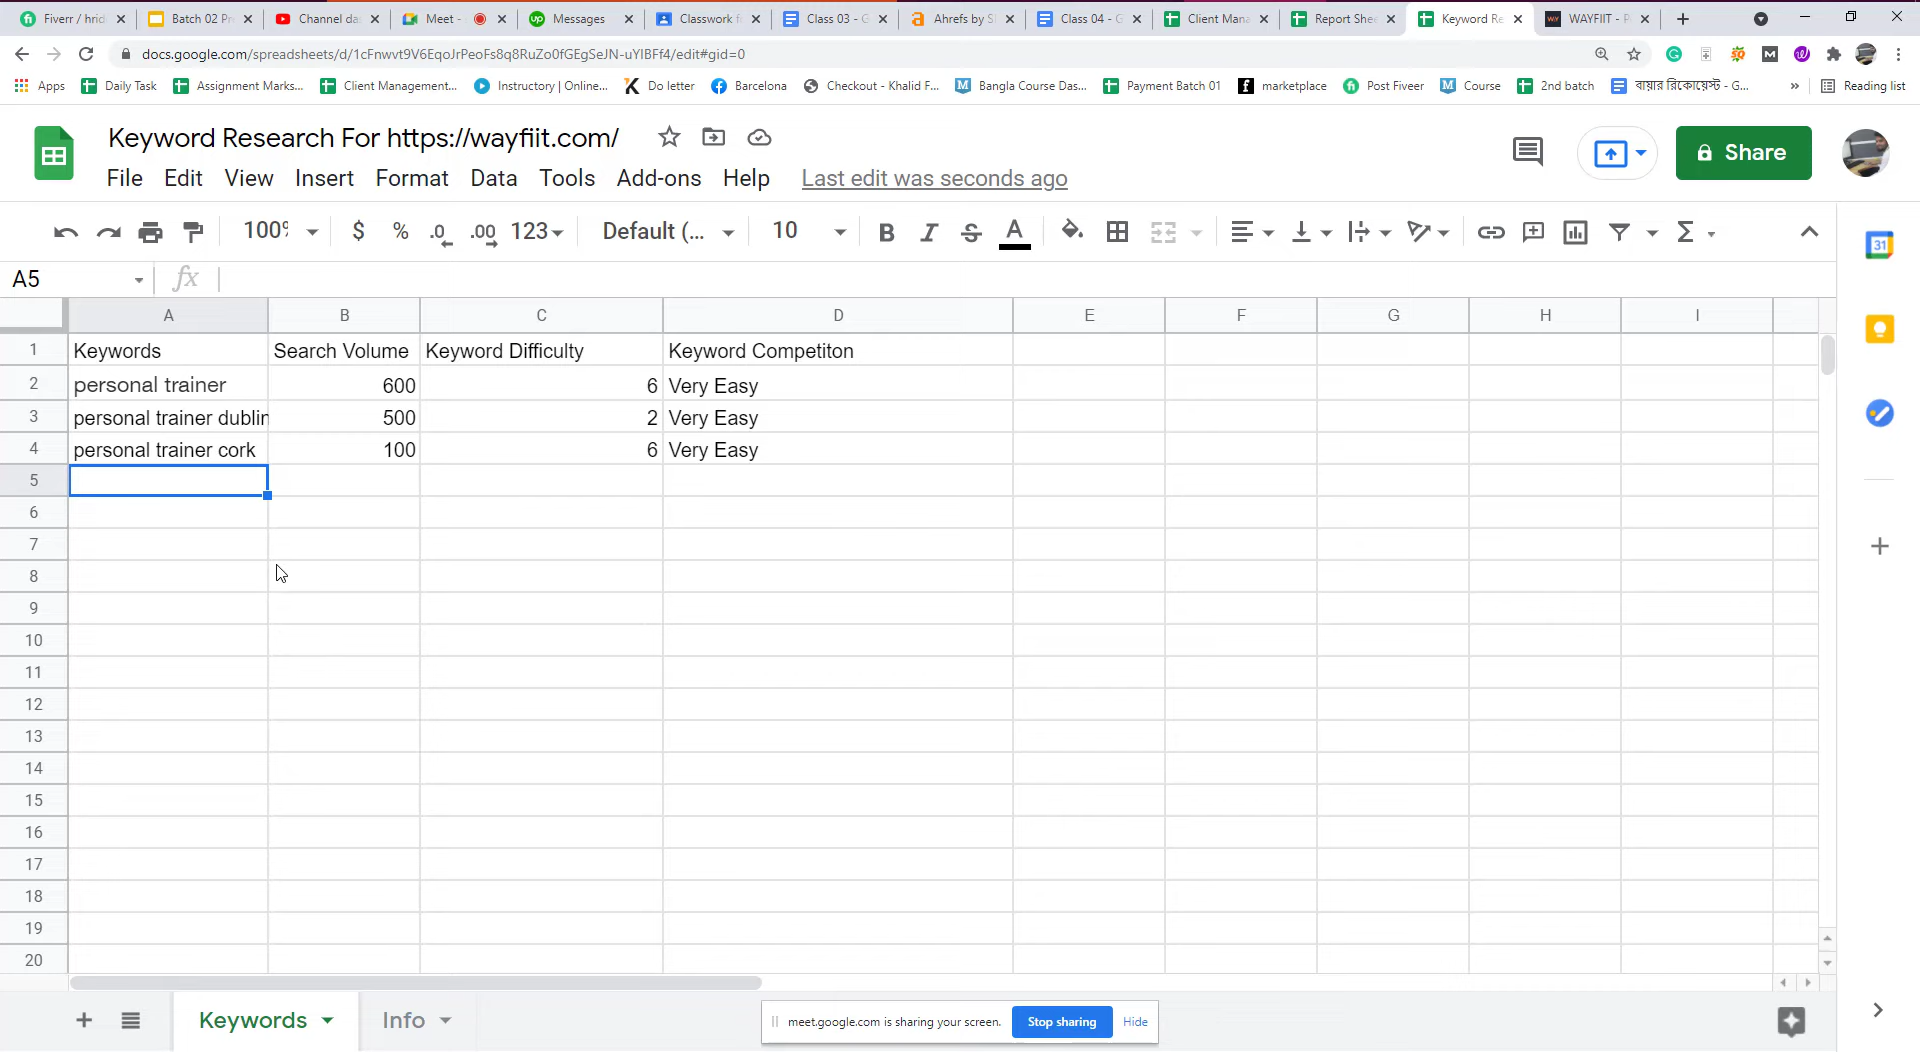 Fiverr / hrid
Batch 02 Pr
Channel da
Meet -
Messages
Classwork f
Class 03 - G
Ahrefs by S
Class 04 - G
Client Mana
Report Shee
Keyword Re
WAYFIIT - P
docs.google.com/spreadsheets/d/1cFnwvt9V6EqoJrPeoFs8q8RuZo0fGEgSeJN-uYIBFf4/edit#gid=0
Apps
Daily Task
Assignment Marks...
Client Management...
Instructory | Online...
Do letter
Barcelona
Checkout - Khalid F...
Bangla Course Das...
Payment Batch 01
marketplace
Post Fiveer
Course
2nd batch
বায়ার রিকোয়েস্ট - G...
»
Reading list
Keyword Research For https://wayfiit.com/
File Edit View Insert Format Data Tools Add-ons Help Last edit was seconds ago
Share
100% $ % .0 .00 123 Default (... 10 B I S A
A5 fx
A B C D E F G H I
1 Keywords Search Volume Keyword Difficulty Keyword Competiton
2 personal trainer 600 6 Very Easy
3 personal trainer dublin 500 2 Very Easy
4 personal trainer cork 100 6 Very Easy
5
6
7
8
9
10
11
12
13
14
15
16
17
18
19
20
Keywords Info
meet.google.com is sharing your screen. Stop sharing Hide
31